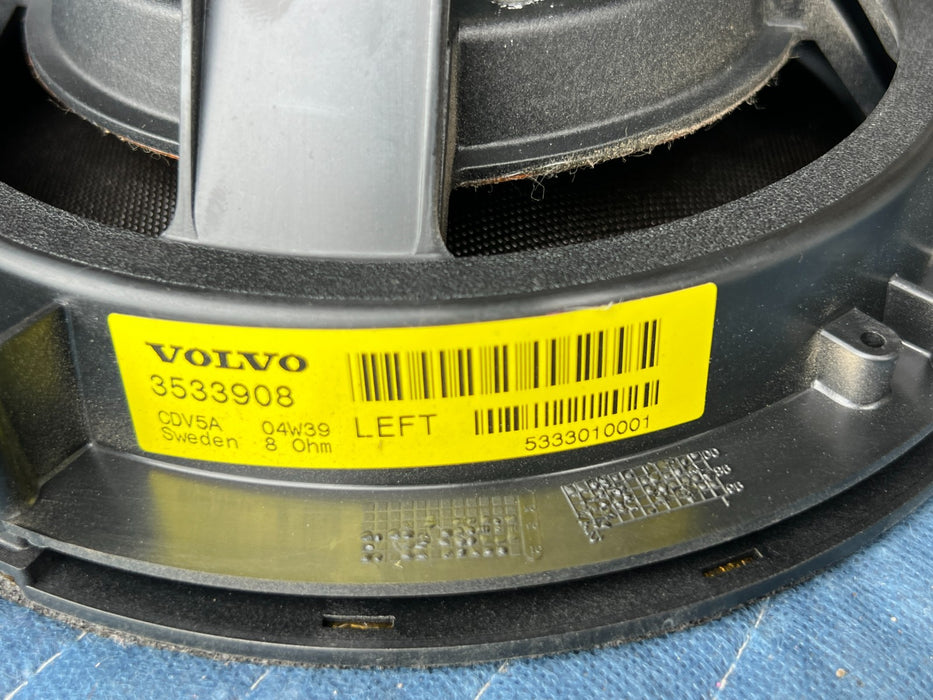 VOLVO
3533908
CDV5A 04W39
Sweden 8 Ohm
LEFT
5333010001